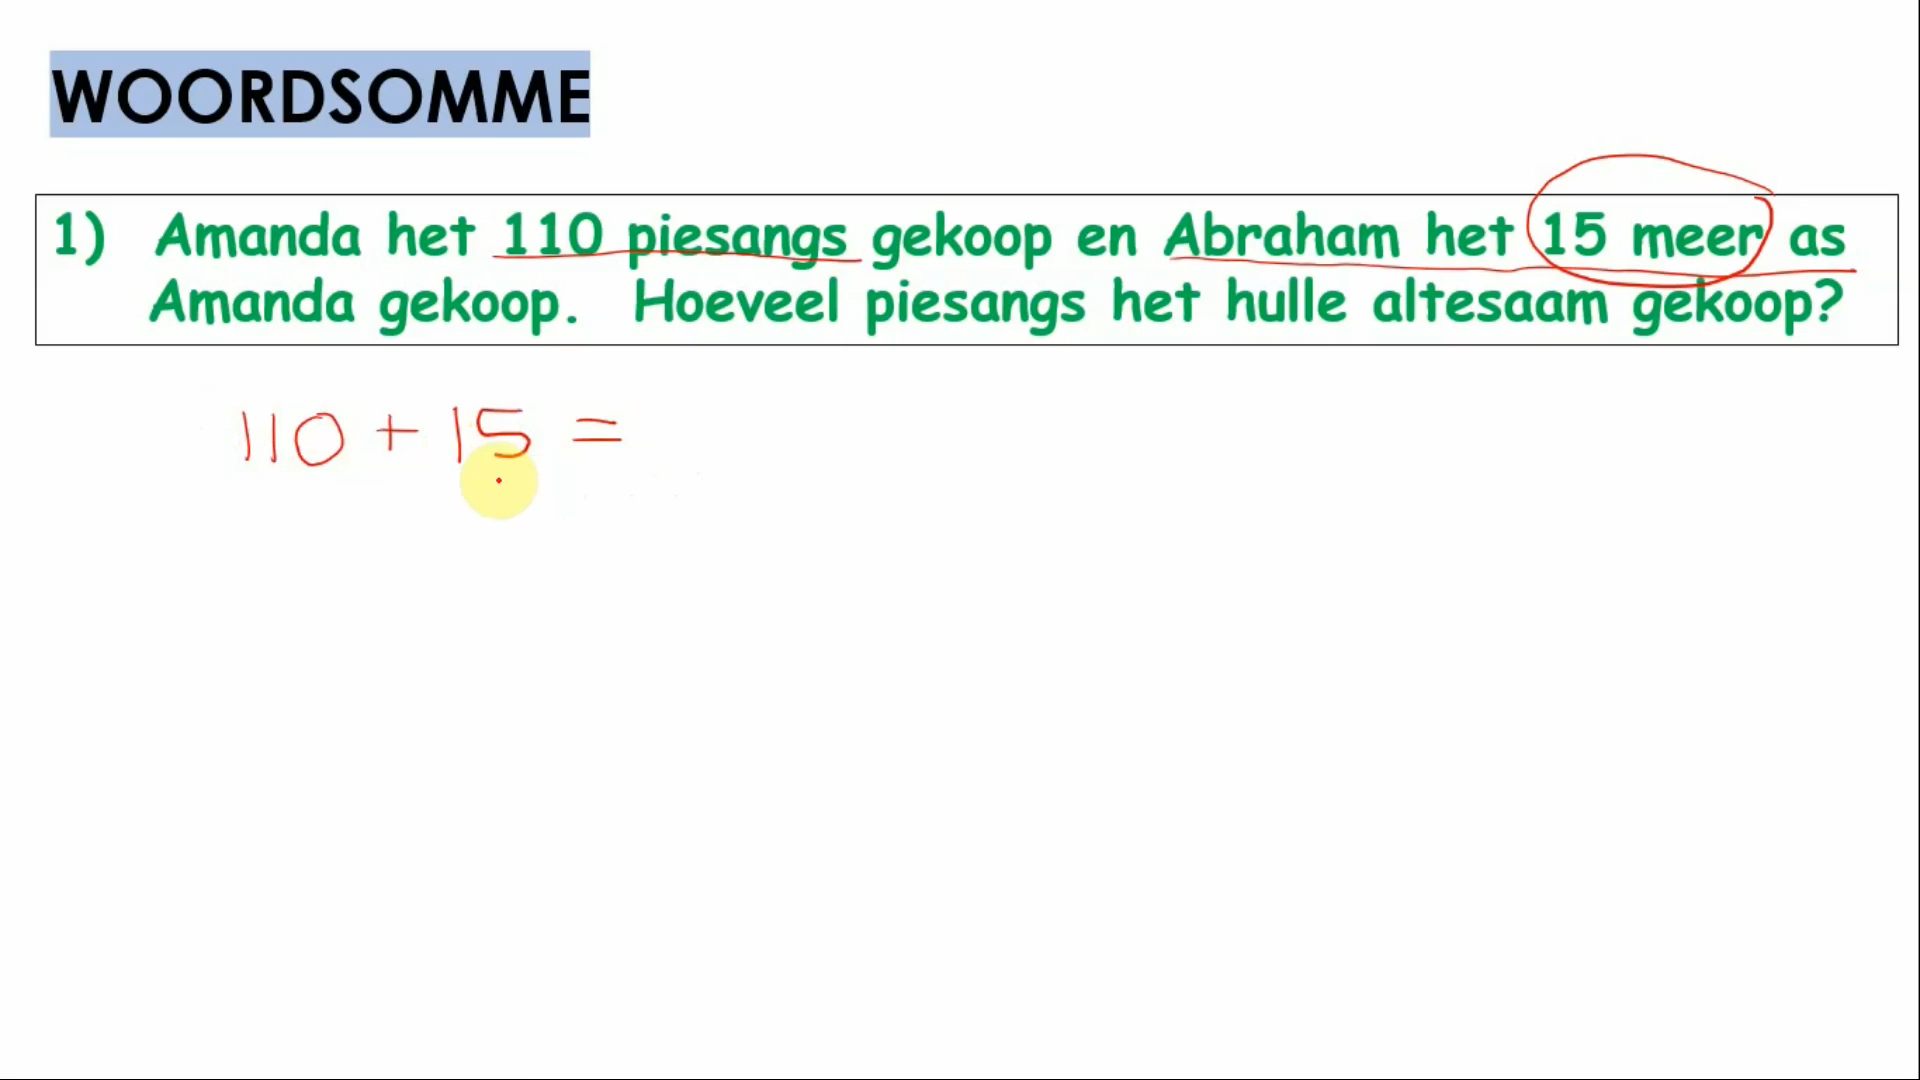 WOORDSOMME
1) Amanda het 110 piesangs gekoop en Abraham het 15 meer as
Amanda gekoop. Hoeveel piesangs het hulle altesaam gekoop?
110 + 15 =